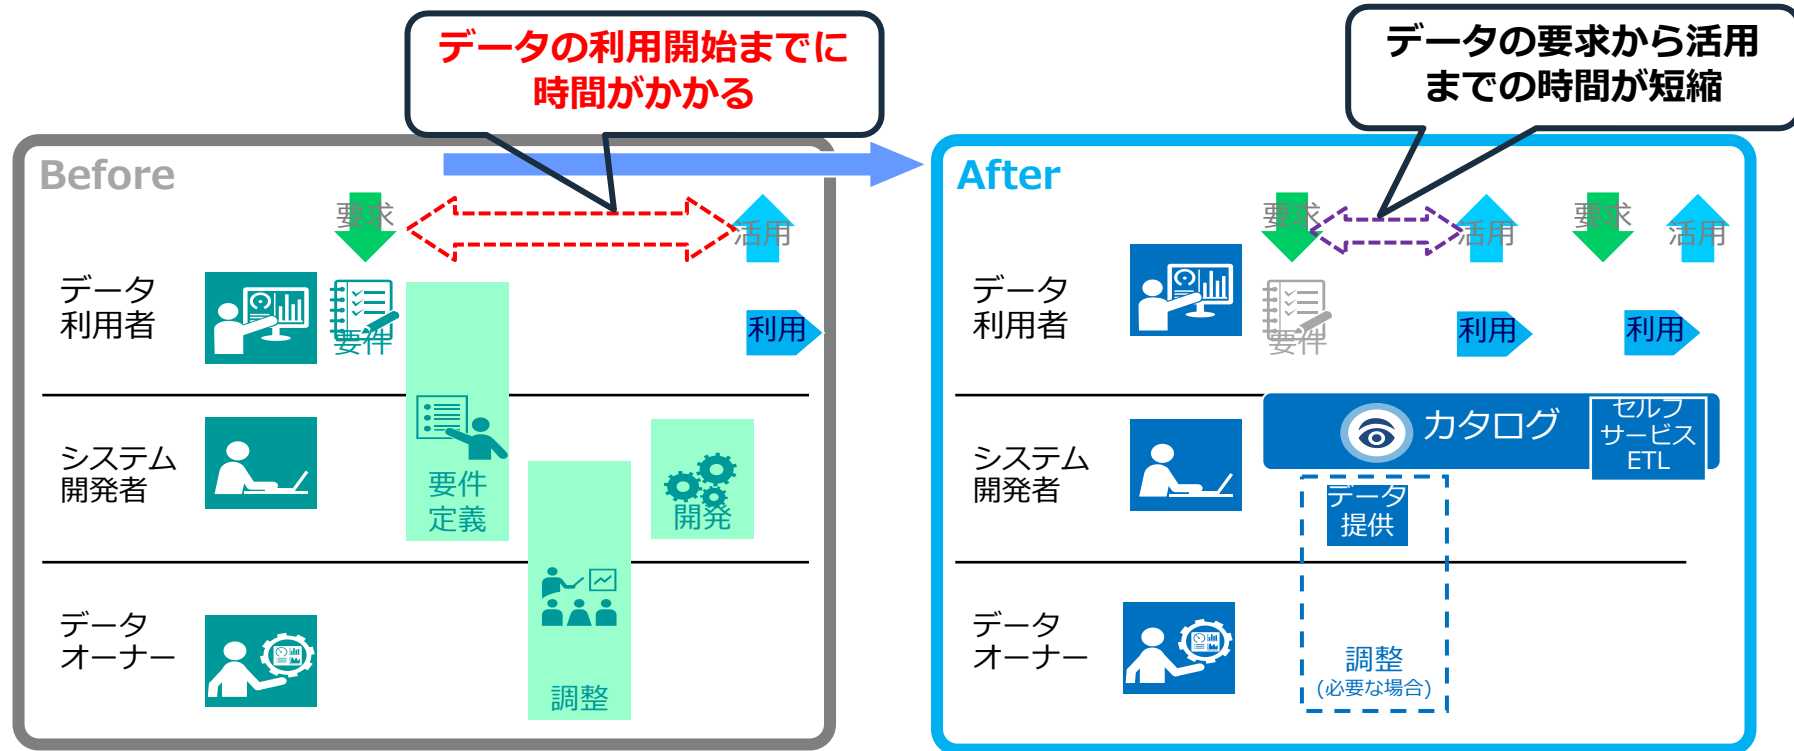 データの利用開始までに
時間がかかる
Before
要求
活用
データ
利用者
要件
利用
システム
開発者
要件
定義
開発
データ
オーナー
調整
データの要求から活用
までの時間が短縮
After
要求
活用
要求
活用
データ
利用者
要件
利用
利用
システム
開発者
カタログ
セルフ
サービス
ETL
データ
提供
データ
オーナー
調整
(必要な場合)